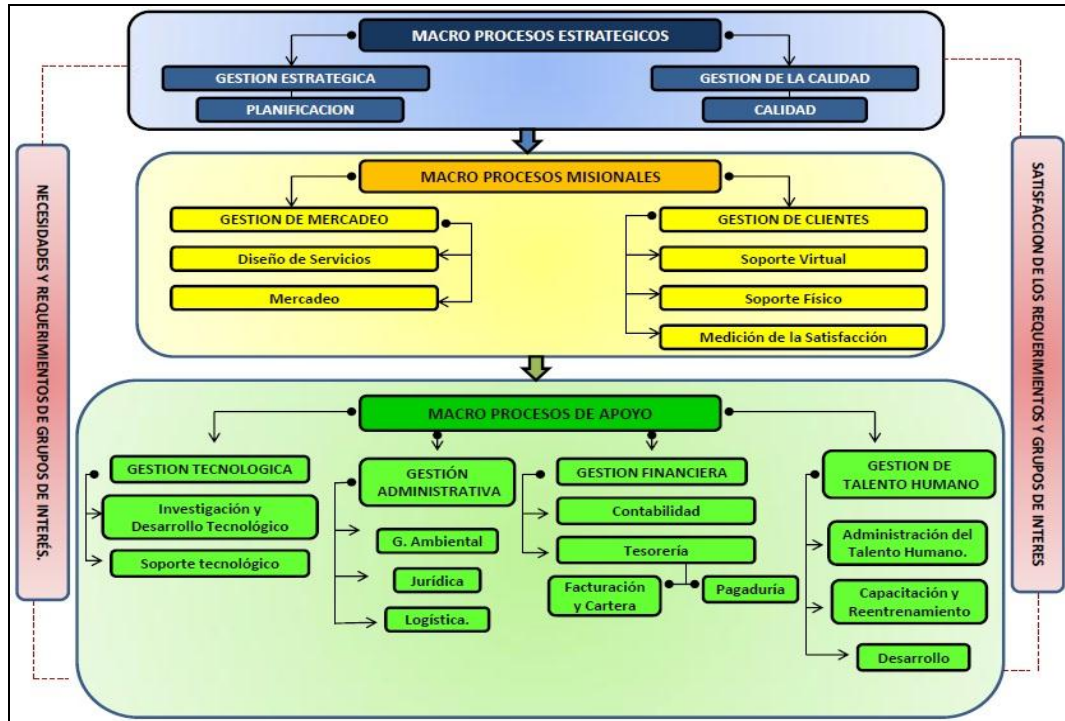 MACRO PROCESOS ESTRATEGICOS
GESTION ESTRATEGICA
PLANIFICACION
GESTION DE LA CALIDAD
CALIDAD
NECESIDADES Y REQUERIMIENTOS DE GRUPOS DE INTERÉS.
MACRO PROCESOS MISIONALES
GESTION DE MERCADEO
Diseño de Servicios
Mercadeo
GESTION DE CLIENTES
Soporte Virtual
Soporte Físico
Medición de la Satisfacción
SATISFACCION DE LOS REQUERIMIENTOS Y GRUPOS DE INTERES
MACRO PROCESOS DE APOYO
GESTION TECNOLOGICA
Investigación y
Desarrollo Tecnológico
Soporte tecnológico
GESTIÓN
ADMINISTRATIVA
G. Ambiental
Jurídica
Logística.
GESTION FINANCIERA
Contabilidad
Tesorería
Facturación
y Cartera
Pagaduría
GESTION DE
TALENTO HUMANO
Administración del
Talento Humano.
Capacitación y
Reentrenamiento
Desarrollo